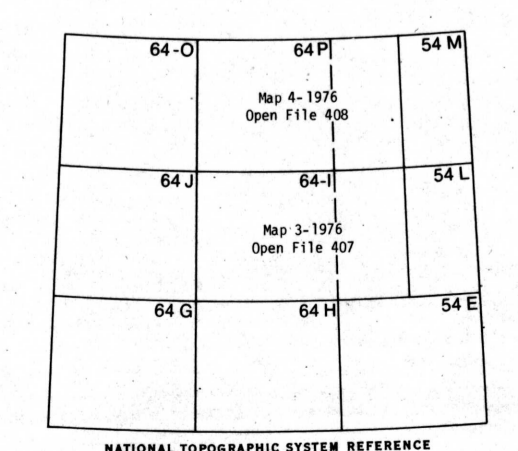 64-O 64 P 54 M
Map 4-1976
Open File 408
64 J 64-I 54 L
Map 3-1976
Open File 407
64 G 64 H 54 E
NATIONAL TOPOGRAPHIC SYSTEM REFERENCE